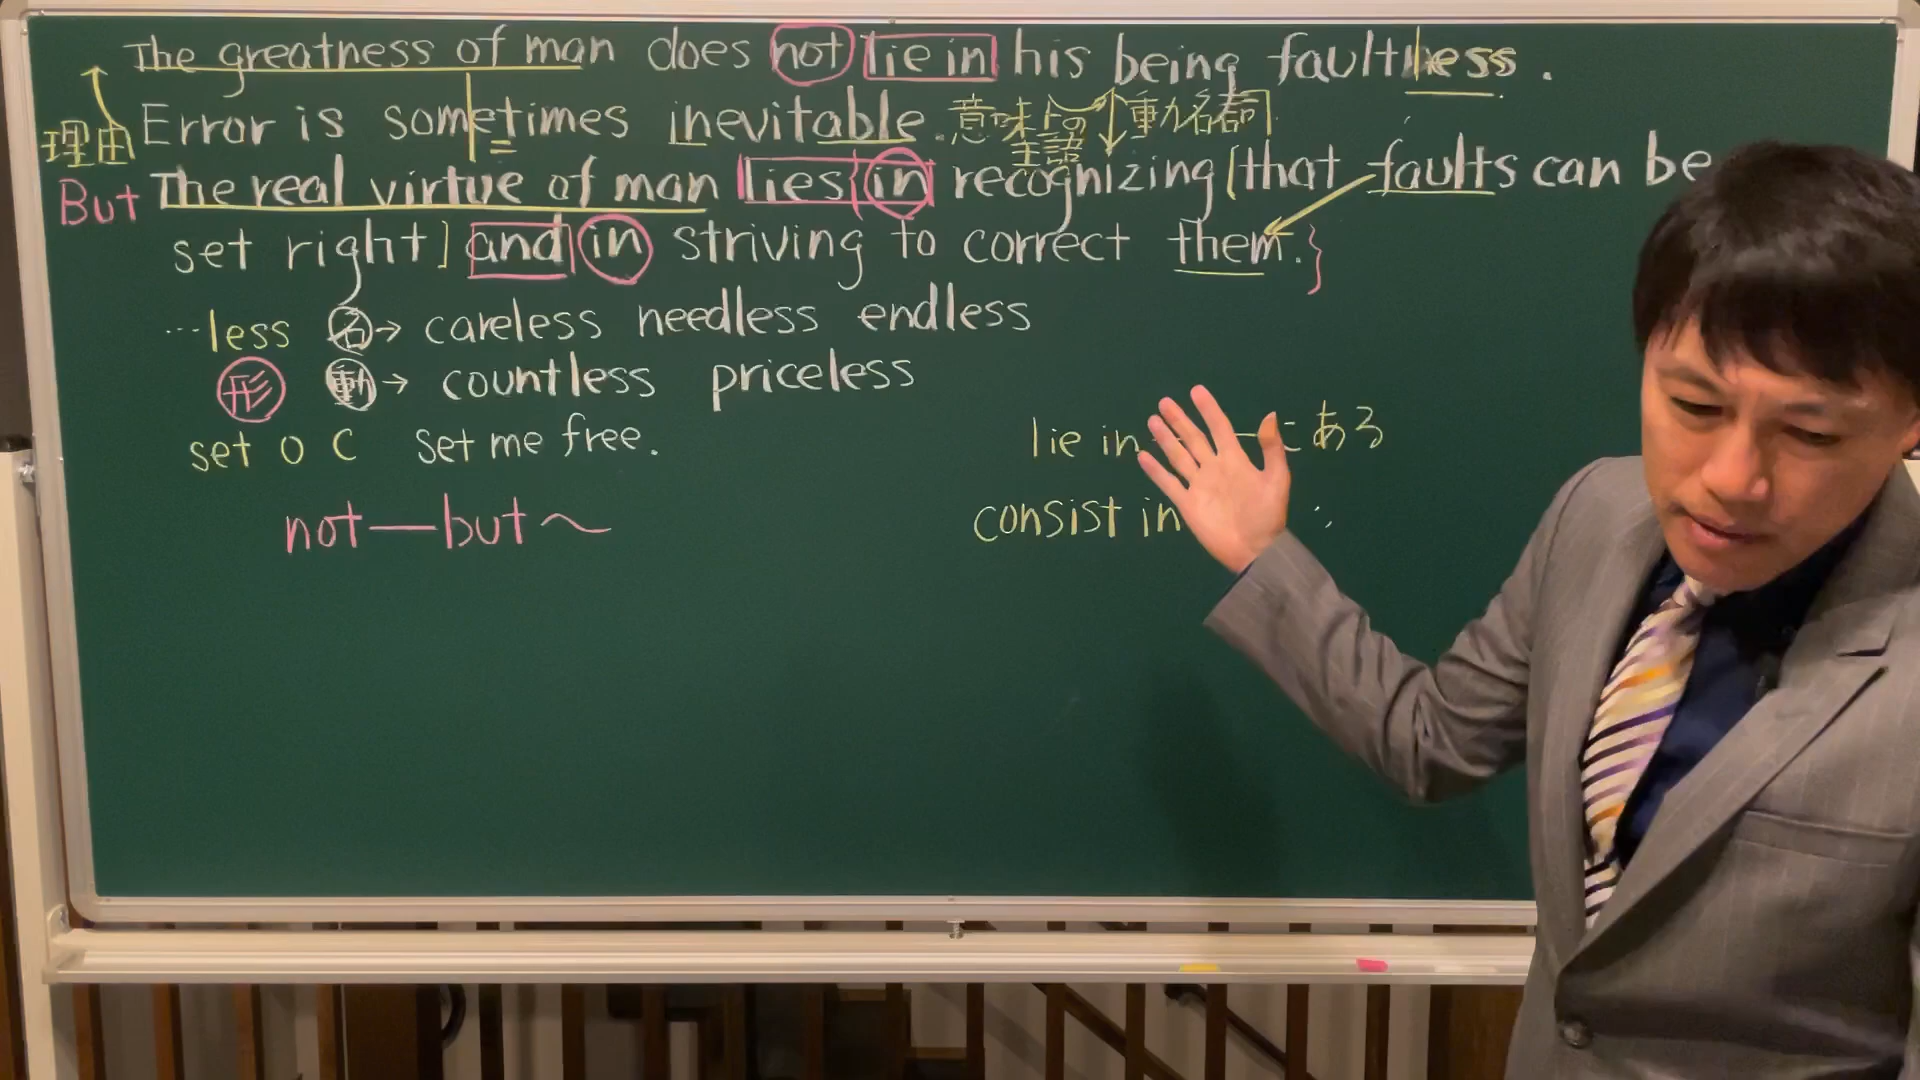 The greatness of man does not lie in his being faultless.
Error is sometimes inevitable. 意味上の主語 動名詞
理由
But The real virtue of man lies in recognizing [that faults can be
set right] and in striving to correct them.}
…less 名→ careless needless endless
形 動→ countless priceless
set O C set me free.
lie in にある
not—but～
consist in